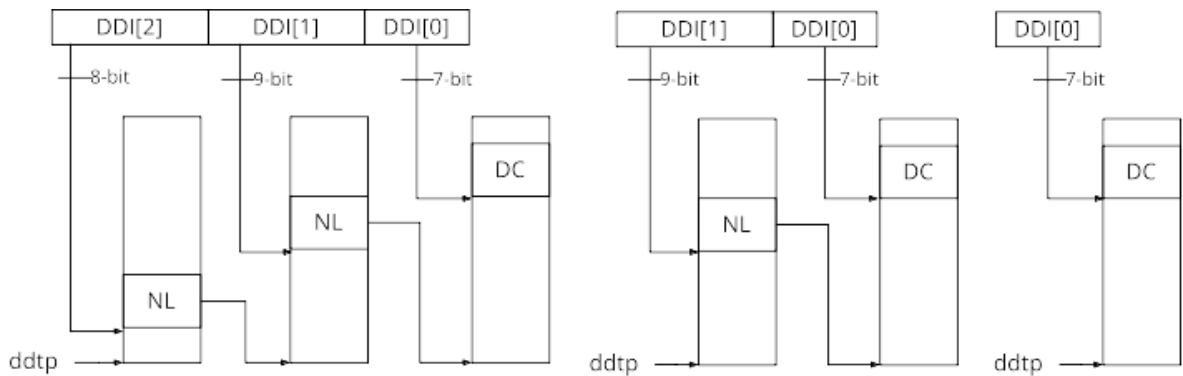 DDI[2] DDI[1] DDI[0]
8-bit 9-bit 7-bit
DC
NL
NL
ddtp
DDI[1] DDI[0]
9-bit 7-bit
DC
NL
ddtp
DDI[0]
7-bit
DC
ddtp